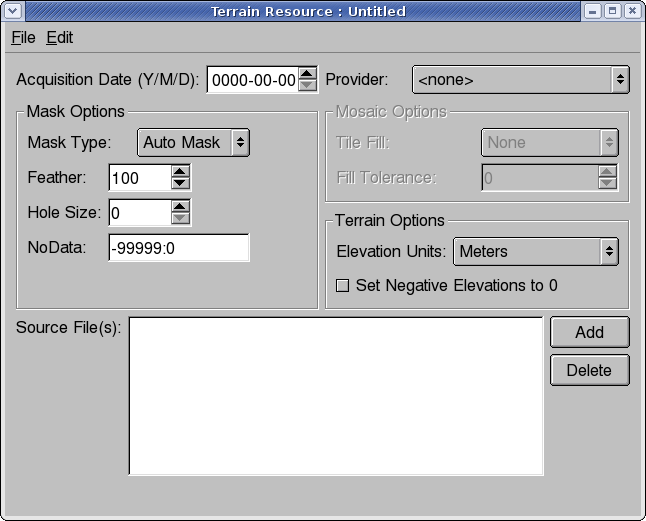 Terrain Resource : Untitled
File Edit
Acquisition Date (Y/M/D): 0000-00-00 Provider: <none>
Mask Options
Mask Type: Auto Mask
Feather: 100
Hole Size: 0
NoData: -99999:0
Mosaic Options
Tile Fill: None
Fill Tolerance: 0
Terrain Options
Elevation Units: Meters
Set Negative Elevations to 0
Source File(s):
Add
Delete